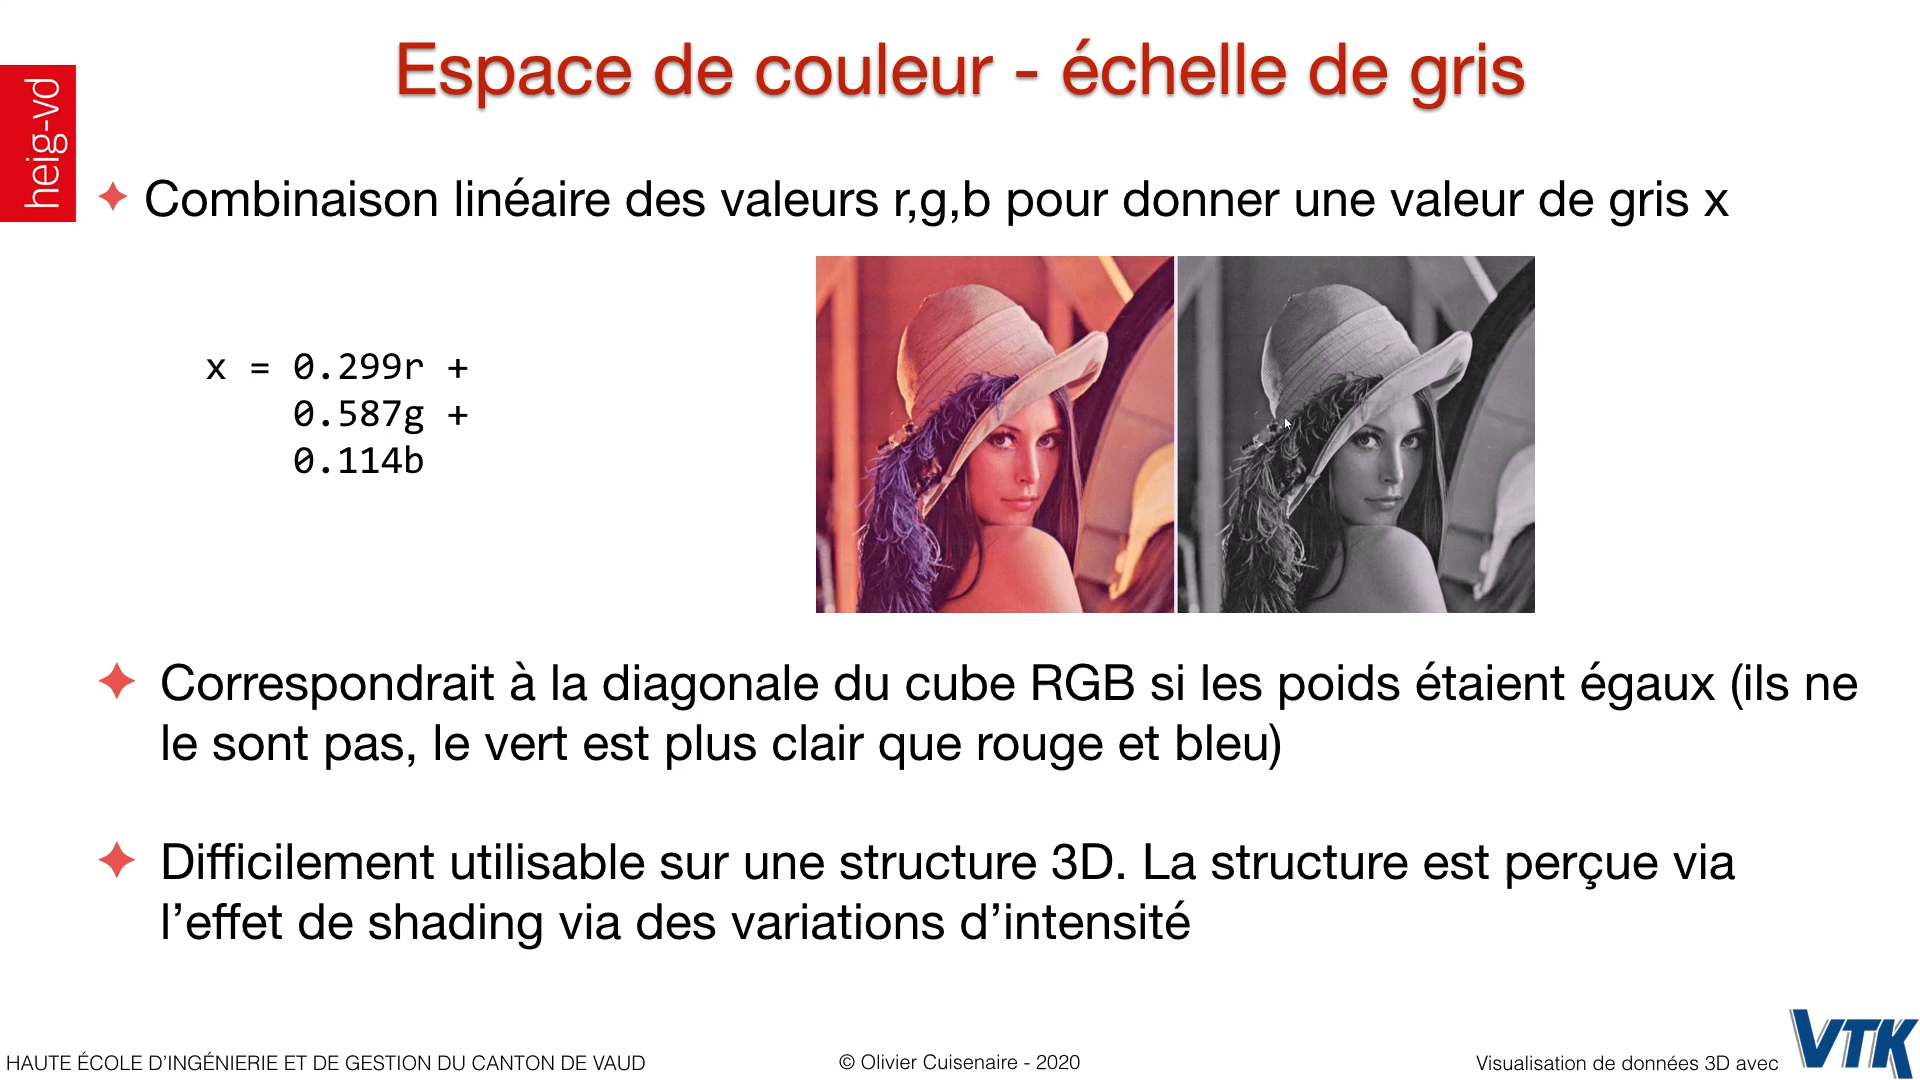 Espace de couleur - échelle de gris
heig-vd
Combinaison linéaire des valeurs r,g,b pour donner une valeur de gris x
x = 0.299r +
0.587g +
0.114b
Correspondrait à la diagonale du cube RGB si les poids étaient égaux (ils ne
le sont pas, le vert est plus clair que rouge et bleu)
Difficilement utilisable sur une structure 3D. La structure est perçue via
l’effet de shading via des variations d’intensité
HAUTE ÉCOLE D’INGÉNIERIE ET DE GESTION DU CANTON DE VAUD
© Olivier Cuisenaire - 2020
Visualisation de données 3D avec
VTK